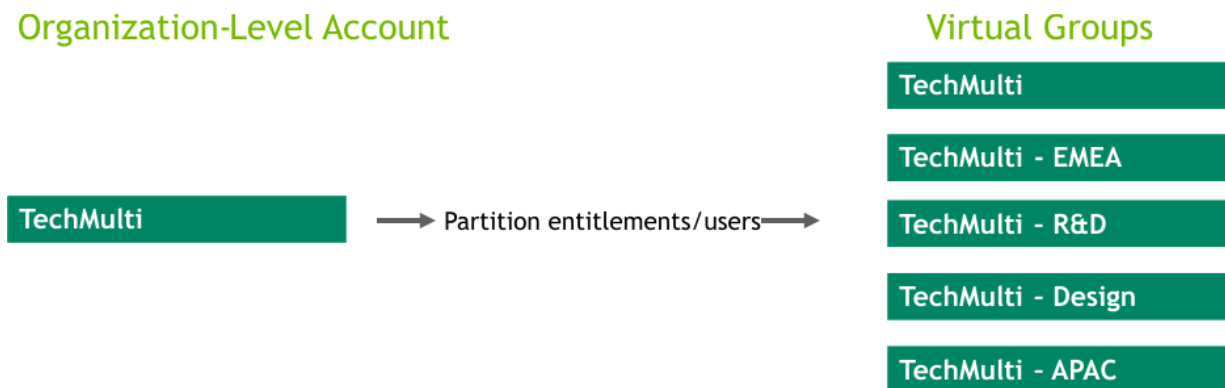 Organization-Level Account
Virtual Groups
TechMulti
TechMulti - EMEA
TechMulti
Partition entitlements/users
TechMulti – R&D
TechMulti – Design
TechMulti – APAC